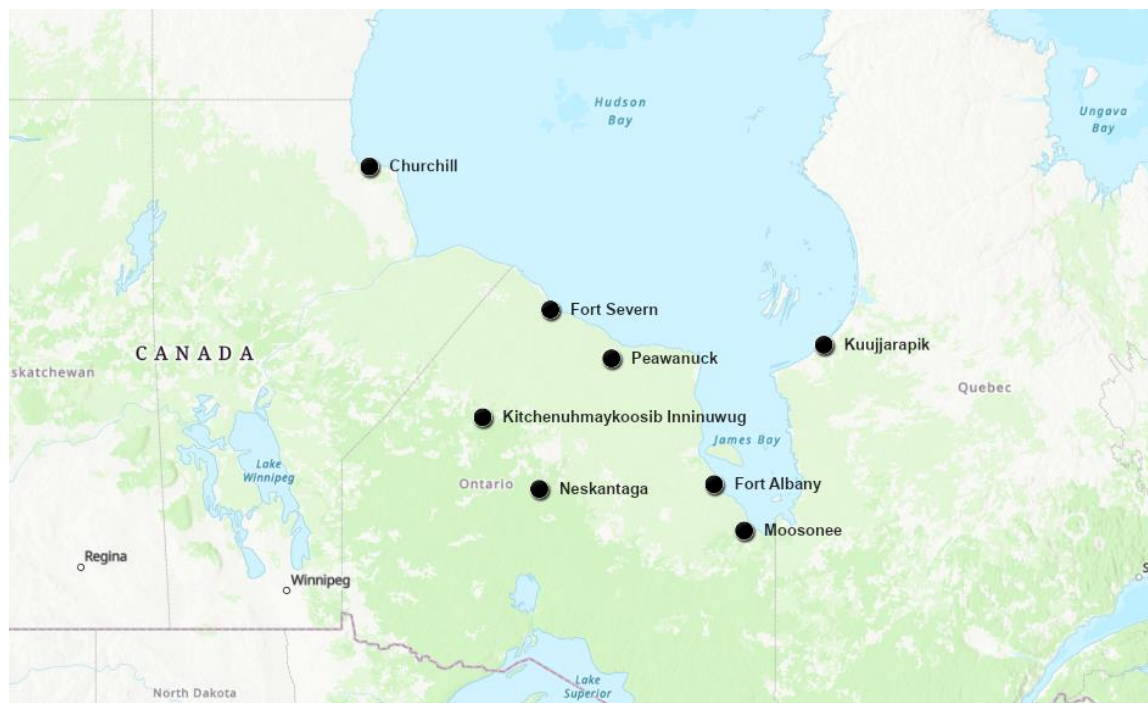 Hudson
Bay
Ungava
Bay
Churchill
Fort Severn
Kuujjarapik
CANADA
Peawanuck
skatchewan
Quebec
Kitchenuhmaykoosib Inninuwug
James Bay
Lake
Winnipeg
Ontario
Neskantaga
Fort Albany
Moosonee
Regina
Winnipeg
S
Lake
Superior
North Dakota